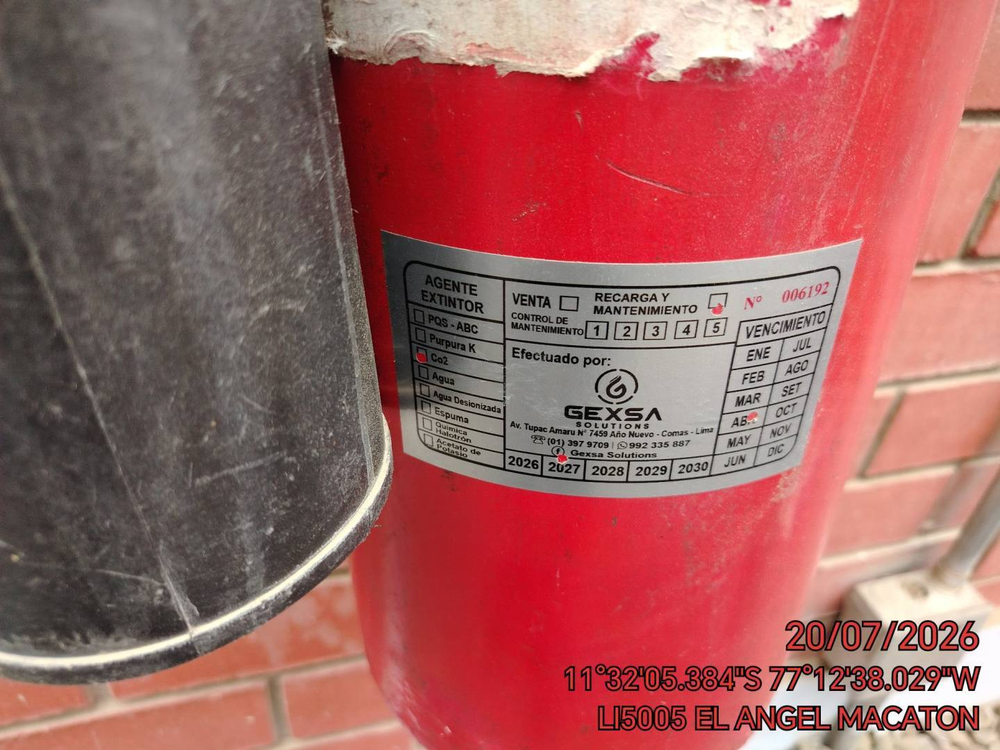 AGENTE
EXTINTOR
PQS - ABC
Purpura K
Co2
Agua
Agua Desionizada
Espuma
Quimica
Halotrón
Acetato de
Potasio
VENTA
RECARGA Y
MANTENIMIENTO
Nº 006192
CONTROL DE
MANTENIMIENTO 1 2 3 4 5
Efectuado por:
GEXSA
SOLUTIONS
Av. Tupac Amaru N° 7459 Año Nuevo - Comas - Lima
(01) 397 9709 | 992 335 887
f Gexsa Solutions
2026 2027 2028 2029 2030
VENCIMIENTO
ENE JUL
FEB AGO
MAR SET
ABR OCT
MAY NOV
JUN DIC
20/07/2026
11°32'05.384"S 77°12'38.029"W
LI5005 EL ANGEL MACATON